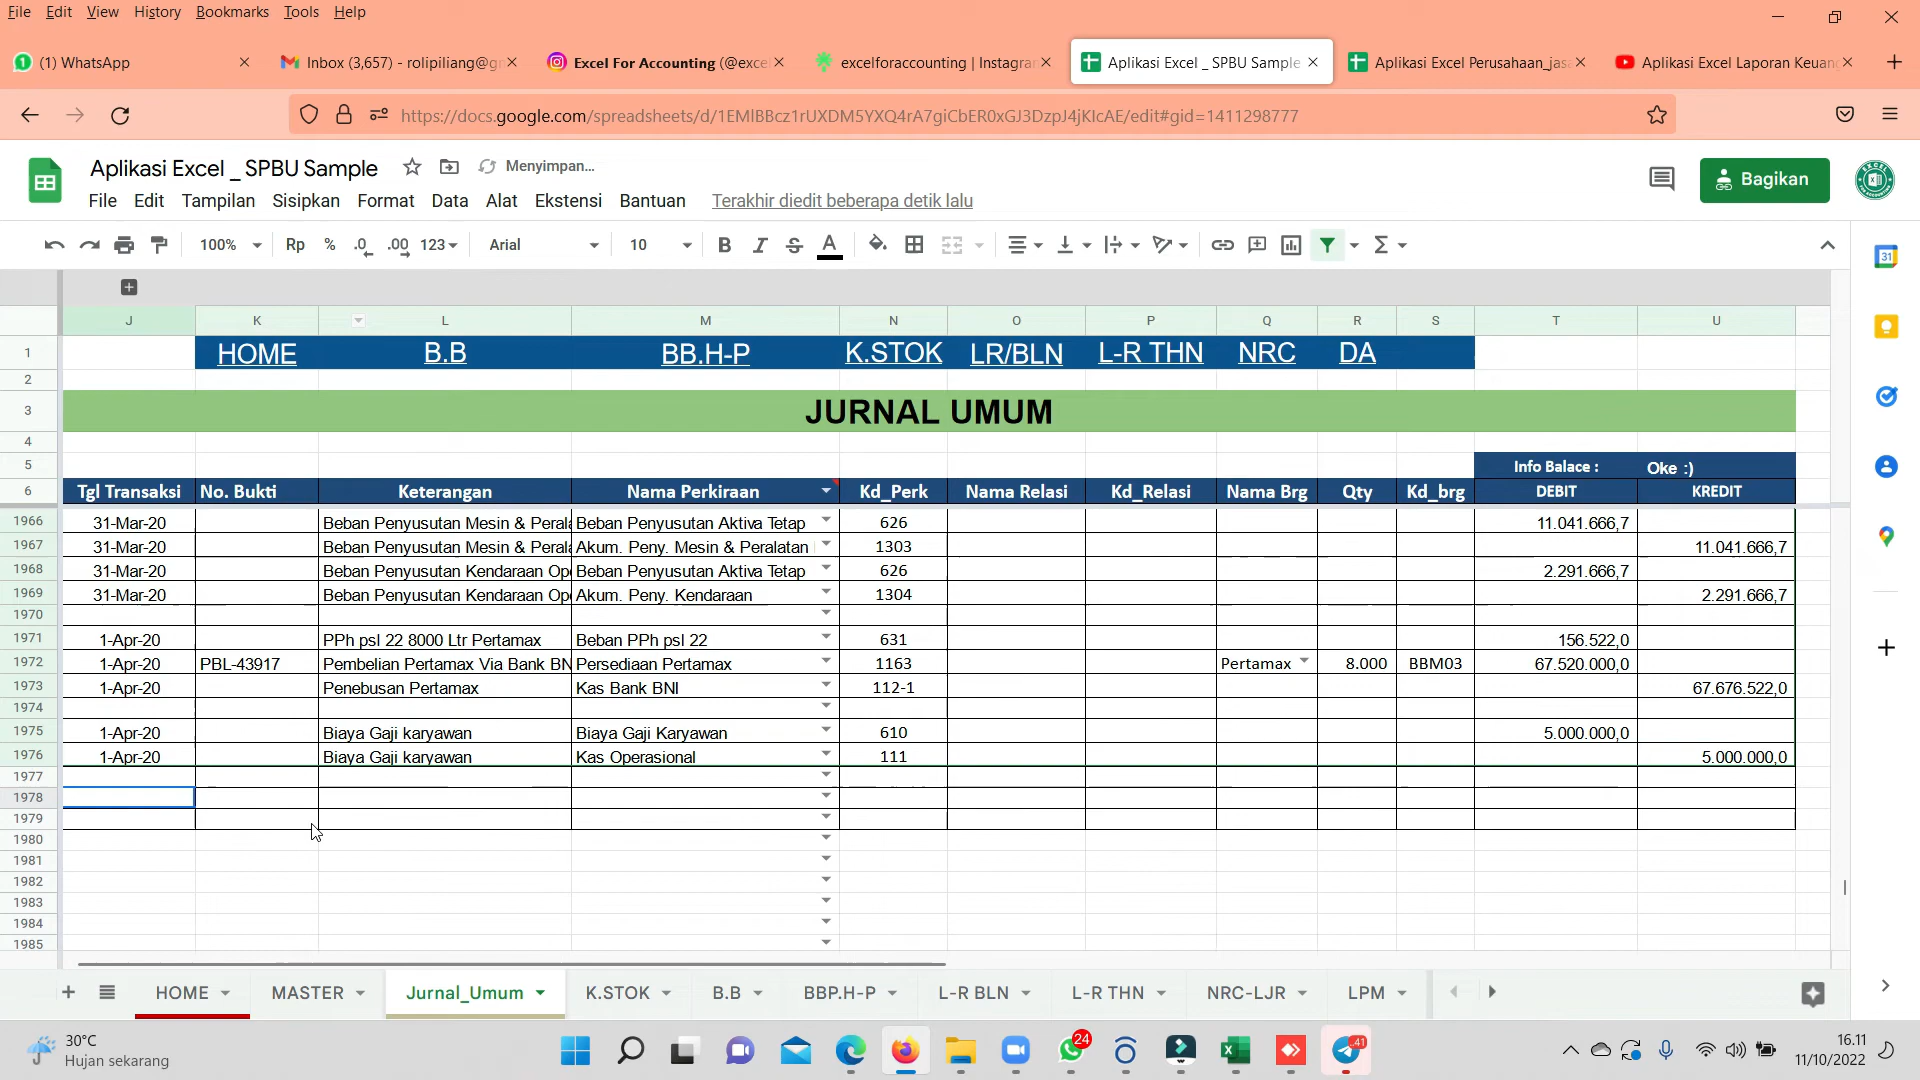 File Edit View History Bookmarks Tools Help
(1) WhatsApp
Inbox (3,657) - rolipiliang@g
Excel For Accounting (@exce
excelforaccounting | Instagra
Aplikasi Excel _ SPBU Sample
Aplikasi Excel Perusahaan_jas
Aplikasi Excel Laporan Keuan
https://docs.google.com/spreadsheets/d/1EMlBBcz1rUXDM5YXQ4rA7giCbER0xGJ3DzpJ4jKIcAE/edit#gid=1411298777
Aplikasi Excel _ SPBU Sample Menyimpan...
File Edit Tampilan Sisipkan Format Data Alat Ekstensi Bantuan Terakhir diedit beberapa detik lalu
Bagikan
100% Rp % .0 .00 123 Arial 10 B I S A
31
J K L M N O P Q R S T U
1 HOME B.B BB.H-P K.STOK LR/BLN L-R THN NRC DA
2
3 JURNAL UMUM
4
5 Info Balace : Oke :)
6 Tgl Transaksi No. Bukti Keterangan Nama Perkiraan Kd_Perk Nama Relasi Kd_Relasi Nama Brg Qty Kd_brg DEBIT KREDIT
1966 31-Mar-20 Beban Penyusutan Mesin & Perala Beban Penyusutan Aktiva Tetap 626 11.041.666,7
1967 31-Mar-20 Beban Penyusutan Mesin & Perala Akum. Peny. Mesin & Peralatan 1303 11.041.666,7
1968 31-Mar-20 Beban Penyusutan Kendaraan Ope Beban Penyusutan Aktiva Tetap 626 2.291.666,7
1969 31-Mar-20 Beban Penyusutan Kendaraan Ope Akum. Peny. Kendaraan 1304 2.291.666,7
1970
1971 1-Apr-20 PPh psl 22 8000 Ltr Pertamax Beban PPh psl 22 631 156.522,0
1972 1-Apr-20 PBL-43917 Pembelian Pertamax Via Bank BN Persediaan Pertamax 1163 Pertamax 8.000 BBM03 67.520.000,0
1973 1-Apr-20 Penebusan Pertamax Kas Bank BNI 112-1 67.676.522,0
1974
1975 1-Apr-20 Biaya Gaji karyawan Biaya Gaji Karyawan 610 5.000.000,0
1976 1-Apr-20 Biaya Gaji karyawan Kas Operasional 111 5.000.000,0
1977
1978
1979
1980
1981
1982
1983
1984
1985
HOME MASTER Jurnal_Umum K.STOK B.B BBP.H-P L-R BLN L-R THN NRC-LJR LPM
30°C
Hujan sekarang
24
41
16.11
11/10/2022